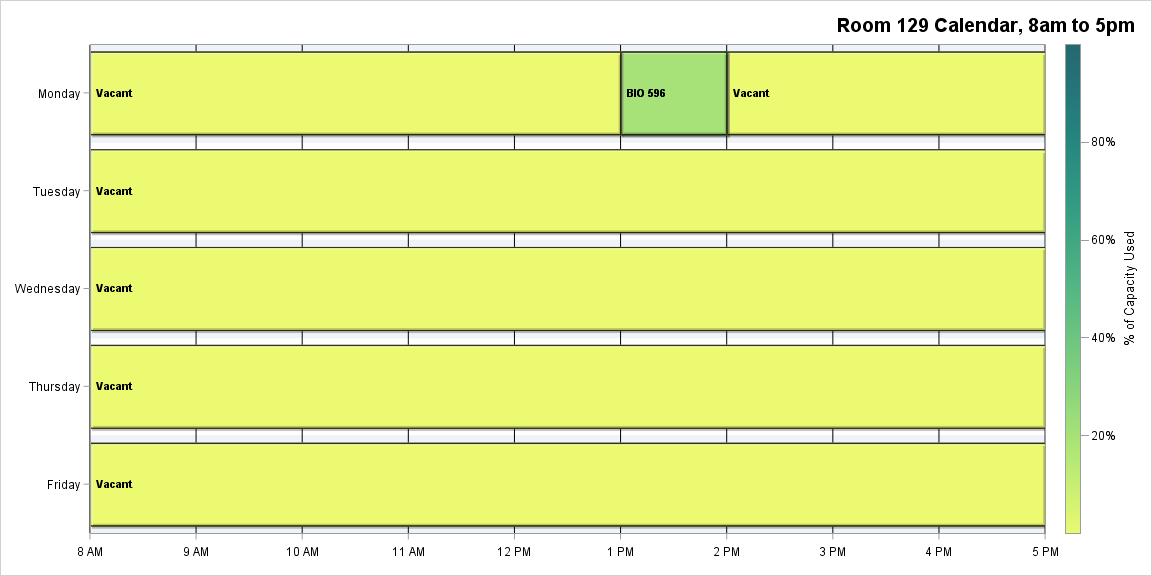 Room 129 Calendar, 8am to 5pm
Monday
Vacant
BIO 596
Vacant
Tuesday
Vacant
Wednesday
Vacant
Thursday
Vacant
Friday
Vacant
8 AM 9 AM 10 AM 11 AM 12 PM 1 PM 2 PM 3 PM 4 PM 5 PM
80%
60%
40%
20%
% of Capacity Used